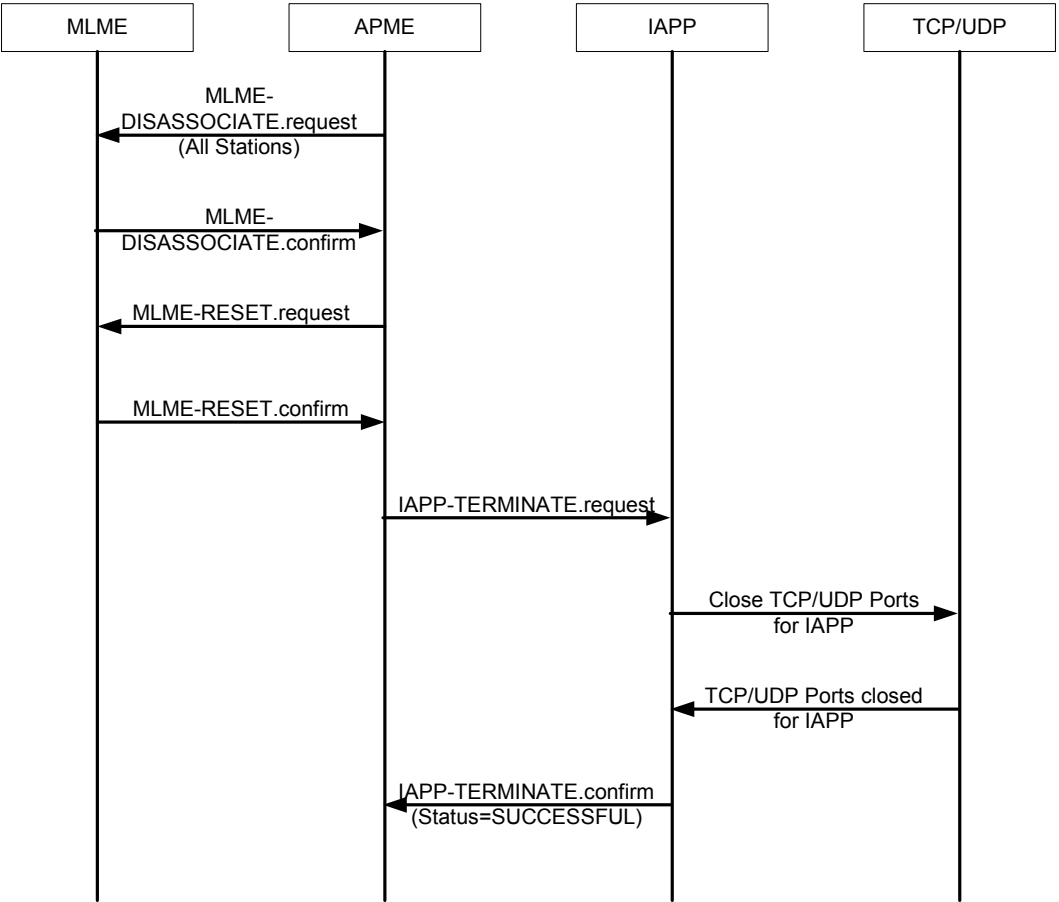 MLME
APME
IAPP
TCP/UDP
MLME-
DISASSOCIATE.request
(All Stations)
MLME-
DISASSOCIATE.confirm
MLME-RESET.request
MLME-RESET.confirm
IAPP-TERMINATE.request
Close TCP/UDP Ports
for IAPP
TCP/UDP Ports closed
for IAPP
IAPP-TERMINATE.confirm
(Status=SUCCESSFUL)